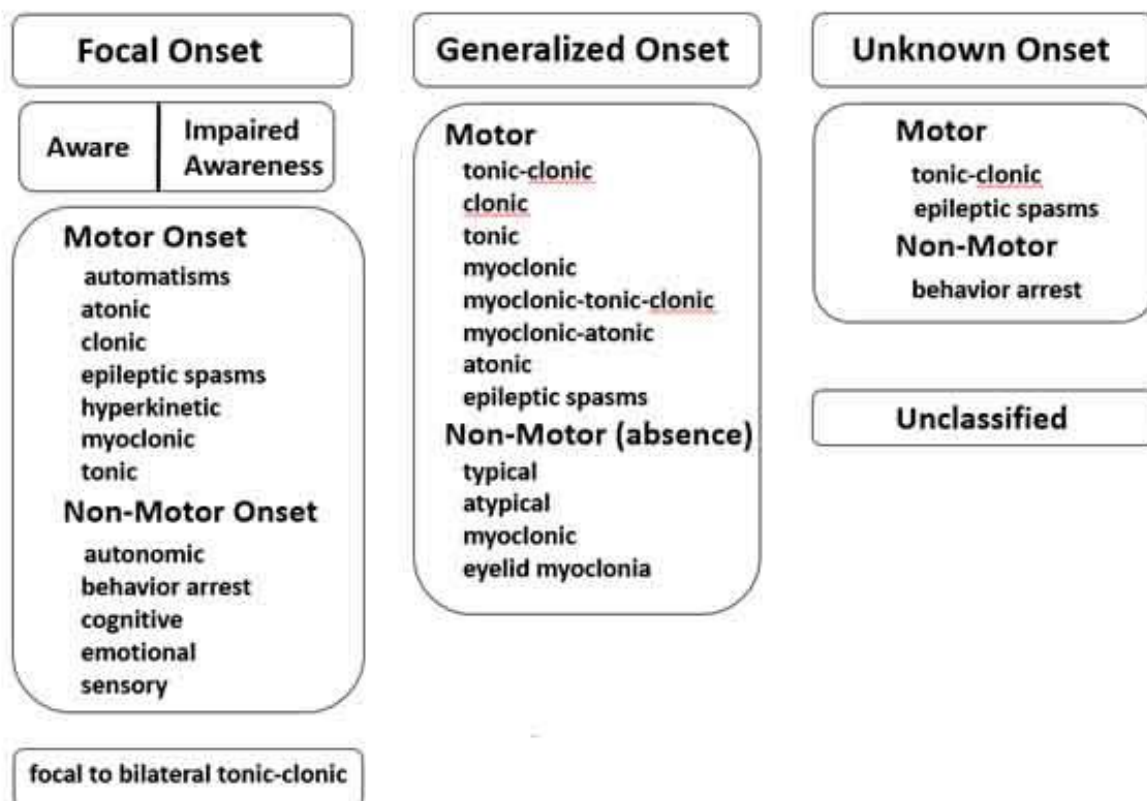 Focal Onset
Aware
Impaired
Awareness
Motor Onset
automatisms
atonic
clonic
epileptic spasms
hyperkinetic
myoclonic
tonic
Non-Motor Onset
autonomic
behavior arrest
cognitive
emotional
sensory
focal to bilateral tonic-clonic
Generalized Onset
Motor
tonic-clonic
clonic
tonic
myoclonic
myoclonic-tonic-clonic
myoclonic-atonic
atonic
epileptic spasms
Non-Motor (absence)
typical
atypical
myoclonic
eyelid myoclonia
Unknown Onset
Motor
tonic-clonic
epileptic spasms
Non-Motor
behavior arrest
Unclassified